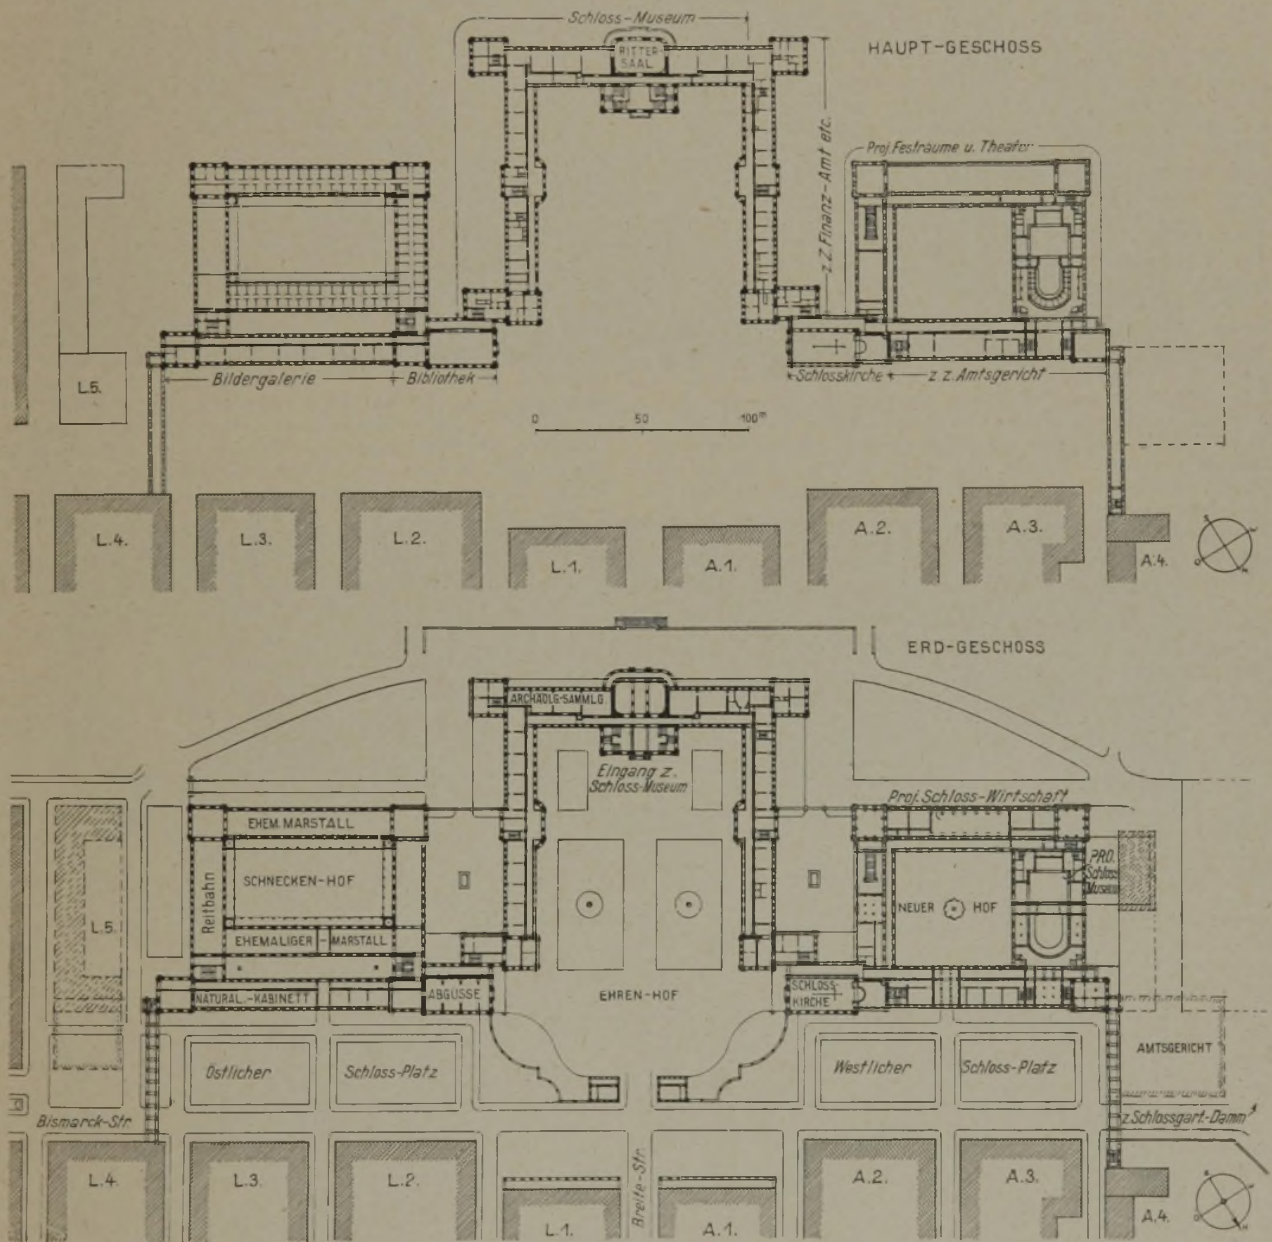 Schloss-Museum
HAUPT-GESCHOSS
RITTER-
SAAL
z.Z. Finanz-Amt etc.
Proj. Festräume u. Theater
L.5.
Bildergalerie
Bibliothek
Schlosskirche
z z. Amtsgericht
0 50 100m
L.4.
L.3.
L.2.
L.1.
A.1.
A.2.
A.3.
A.4.
ERD-GESCHOSS
ARCHÄOLG-SAMMLG.
Eingang z.
Schloss-Museum
Proj. Schloss-Wirtschaft
EHEM. MARSTALL
Reitbahn
SCHNECKEN-HOF
EHEMALIGER - MARSTALL
L.5.
NEUER HOF
PRO.
Schloss
Museum
NATURAL.-KABINETT
ABGÜSSE
EHREN-HOF
SCHLOSS-
KIRCHE
AMTSGERICHT
Östlicher Schloss-Platz
Westlicher Schloss-Platz
Bismarck-Str.
z. Schlossgart.-Damm
Breite-Str.
L.4.
L.3.
L.2.
L.1.
A.1.
A.2.
A.3.
A.4.